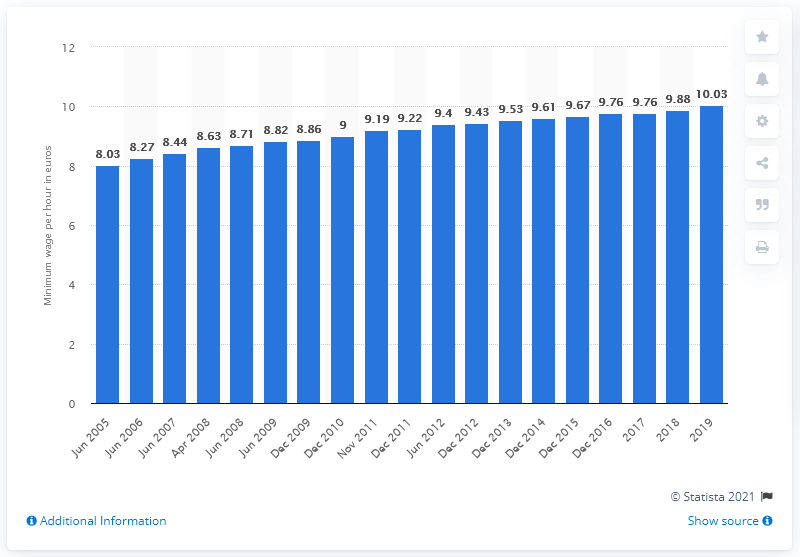 12
10
8
6
4
2
0
Minimum wage per hour in euros
8.03 8.27 8.44 8.63 8.71 8.82 8.86 9 9.19 9.22 9.4 9.43 9.53 9.61 9.67 9.76 9.76 9.88 10.03
Jun 2005 Jun 2006 Jun 2007 Apr 2008 Jun 2008 Jun 2009 Dec 2009 Dec 2010 Nov 2011 Dec 2011 Jun 2012 Dec 2012 Dec 2013 Dec 2014 Dec 2015 Dec 2016 2017 2018 2019
© Statista 2021
Additional Information
Show source